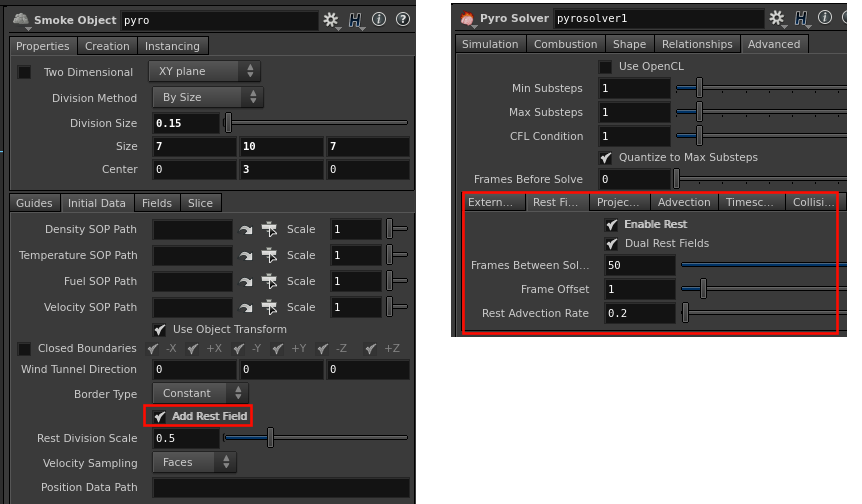 Smoke Object pyro
Properties Creation Instancing
Two Dimensional XY plane
Division Method By Size
Division Size 0.15
Size 7 10 7
Center 0 3 0
Guides Initial Data Fields Slice
Density SOP Path Scale 1
Temperature SOP Path Scale 1
Fuel SOP Path Scale 1
Velocity SOP Path Scale 1
Use Object Transform
Closed Boundaries -X +X -Y +Y -Z +Z
Wind Tunnel Direction 0 0 0
Border Type Constant
Add Rest Field
Rest Division Scale 0.5
Velocity Sampling Faces
Position Data Path
Pyro Solver pyrosolver1
Simulation Combustion Shape Relationships Advanced
Use OpenCL
Min Substeps 1
Max Substeps 1
CFL Condition 1
Quantize to Max Substeps
Frames Before Solve 0
Extern... Rest Fi... Projec... Advection Timesc... Collisi...
Enable Rest
Dual Rest Fields
Frames Between Sol... 50
Frame Offset 1
Rest Advection Rate 0.2